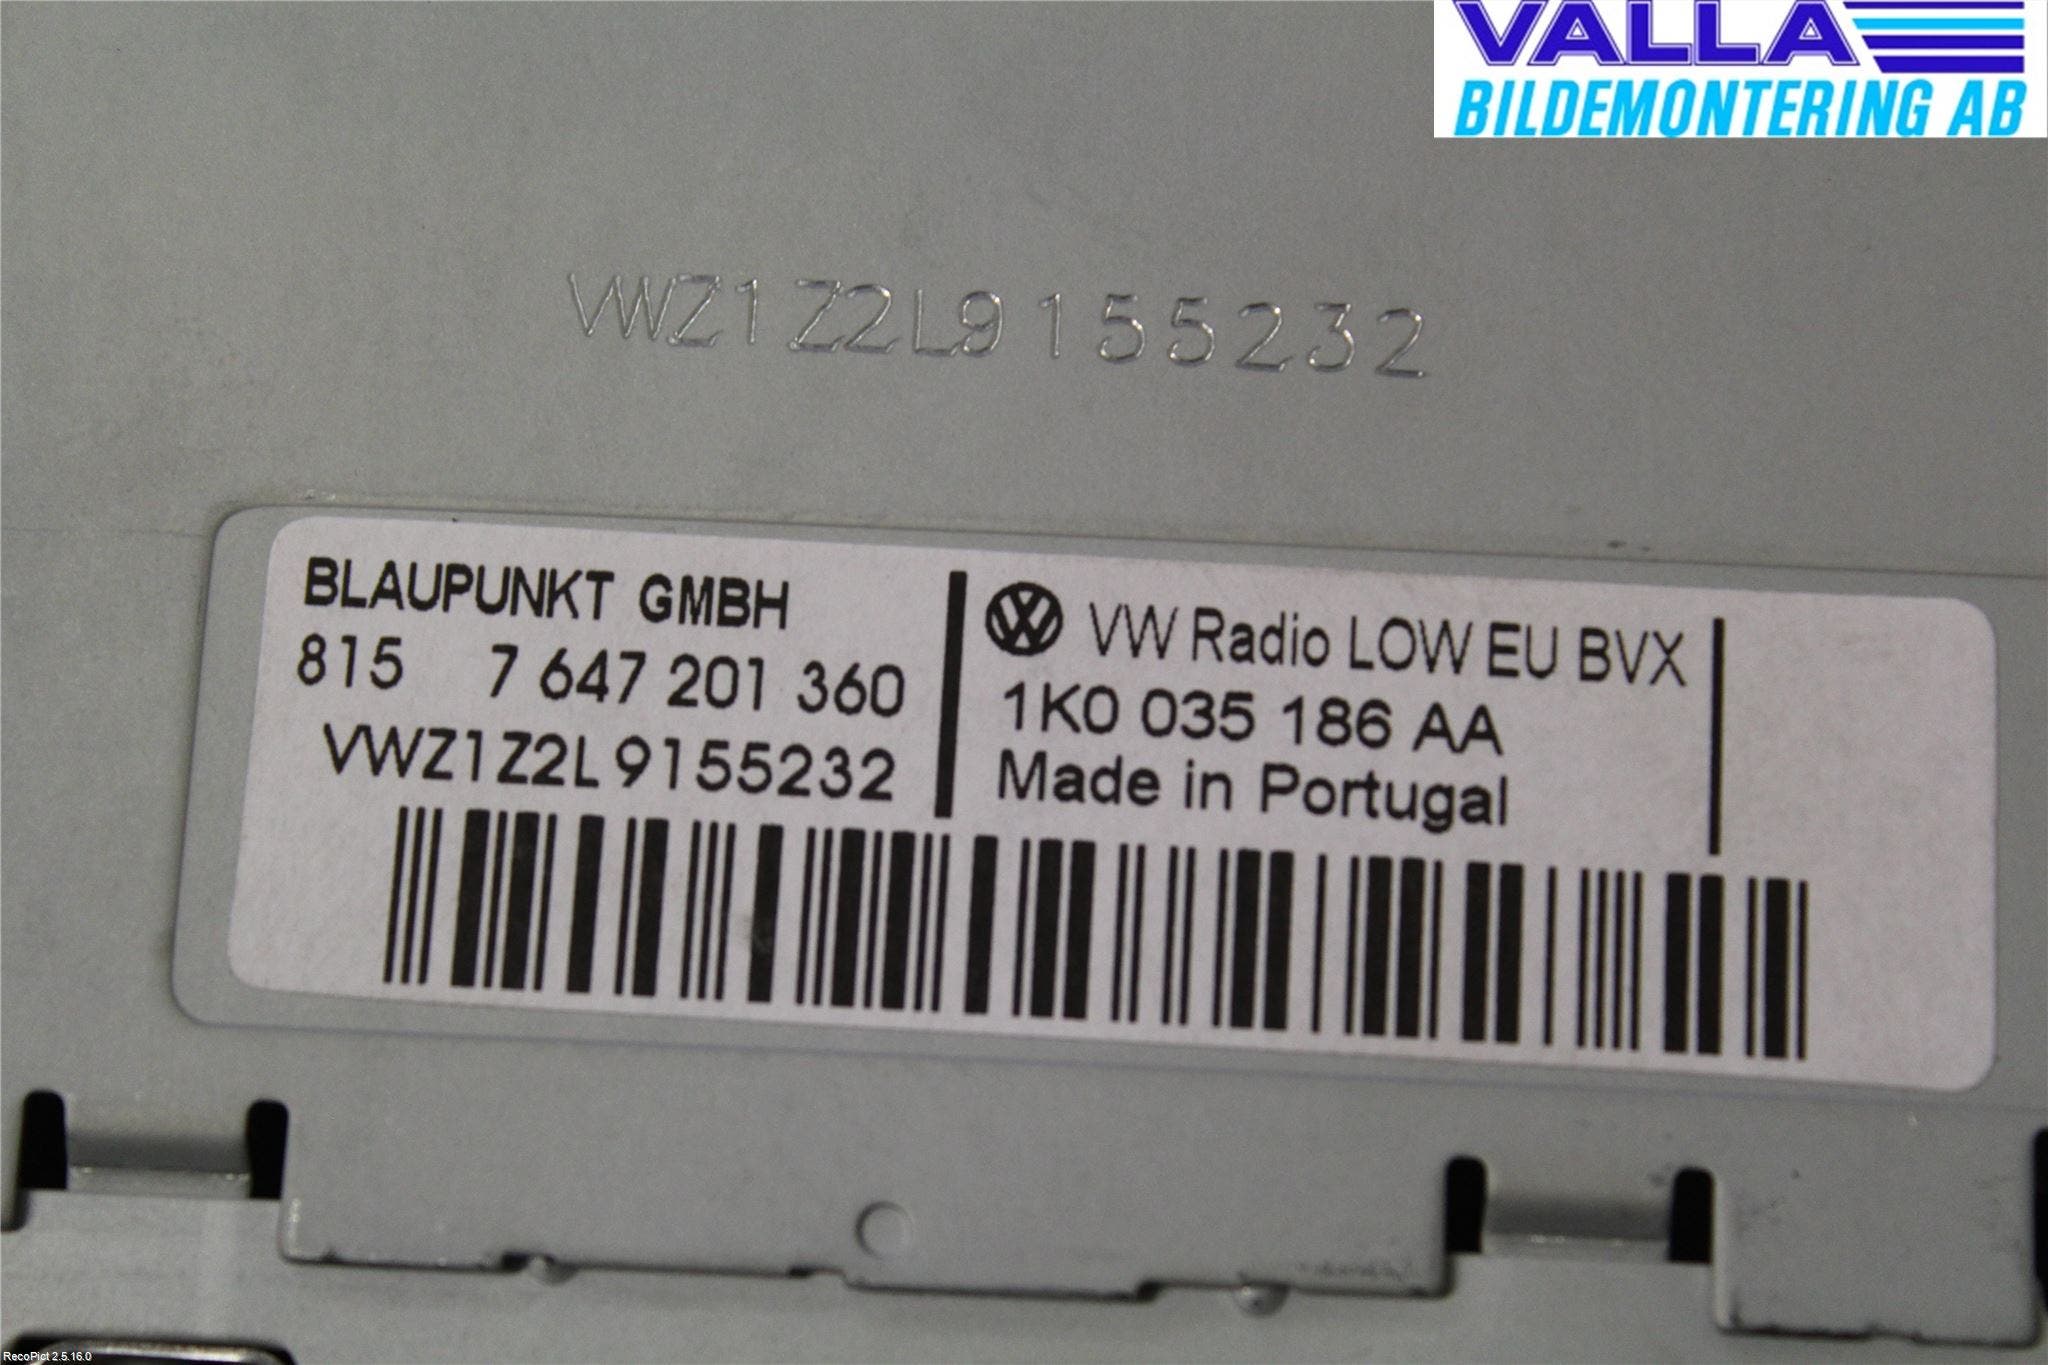 VALLA
BILDEMONTERING AB
VWZ1Z2L9155232
BLAUPUNKT GMBH
815 7 647 201 360
VWZ1Z2L9155232
VW Radio LOW EU BVX
1K0 035 186 AA
Made in Portugal
RecoPict 2.5.16.0